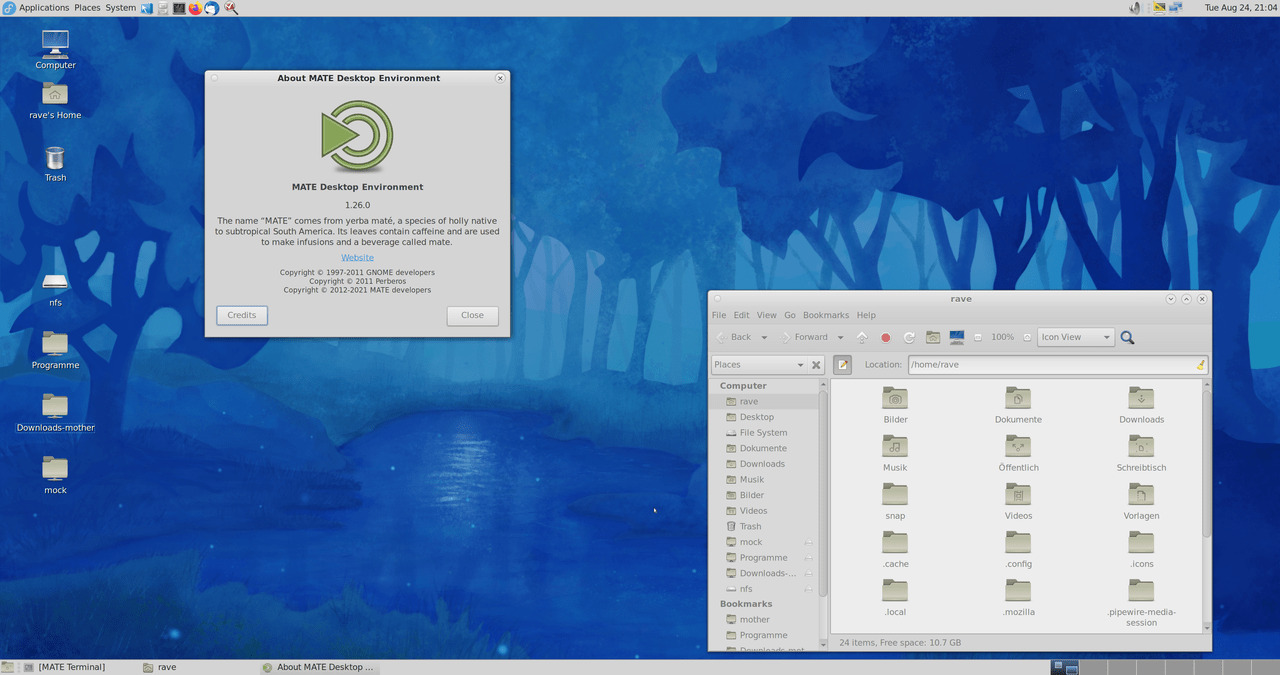 Applications Places System
Tue Aug 24, 21:04
Computer
rave's Home
Trash
nfs
Programme
Downloads-mother
mock
About MATE Desktop Environment
MATE Desktop Environment
1.26.0
The name “MATE” comes from yerba maté, a species of holly native
to subtropical South America. Its leaves contain caffeine and are used
to make infusions and a beverage called mate.
Website
Copyright © 1997-2011 GNOME developers
Copyright © 2011 Perberos
Copyright © 2012-2021 MATE developers
Credits
Close
rave
File Edit View Go Bookmarks Help
Back Forward 100% Icon View
Places
Location: /home/rave
Computer
rave
Desktop
File System
Dokumente
Downloads
Musik
Bilder
Videos
Trash
mock
Programme
Downloads-...
nfs
Bookmarks
mother
Programme
Bilder Dokumente Downloads
Musik Öffentlich Schreibtisch
snap Videos Vorlagen
.cache .config .icons
.local .mozilla .pipewire-media-
session
24 items, Free space: 10.7 GB
[MATE Terminal]
rave
About MATE Desktop ...